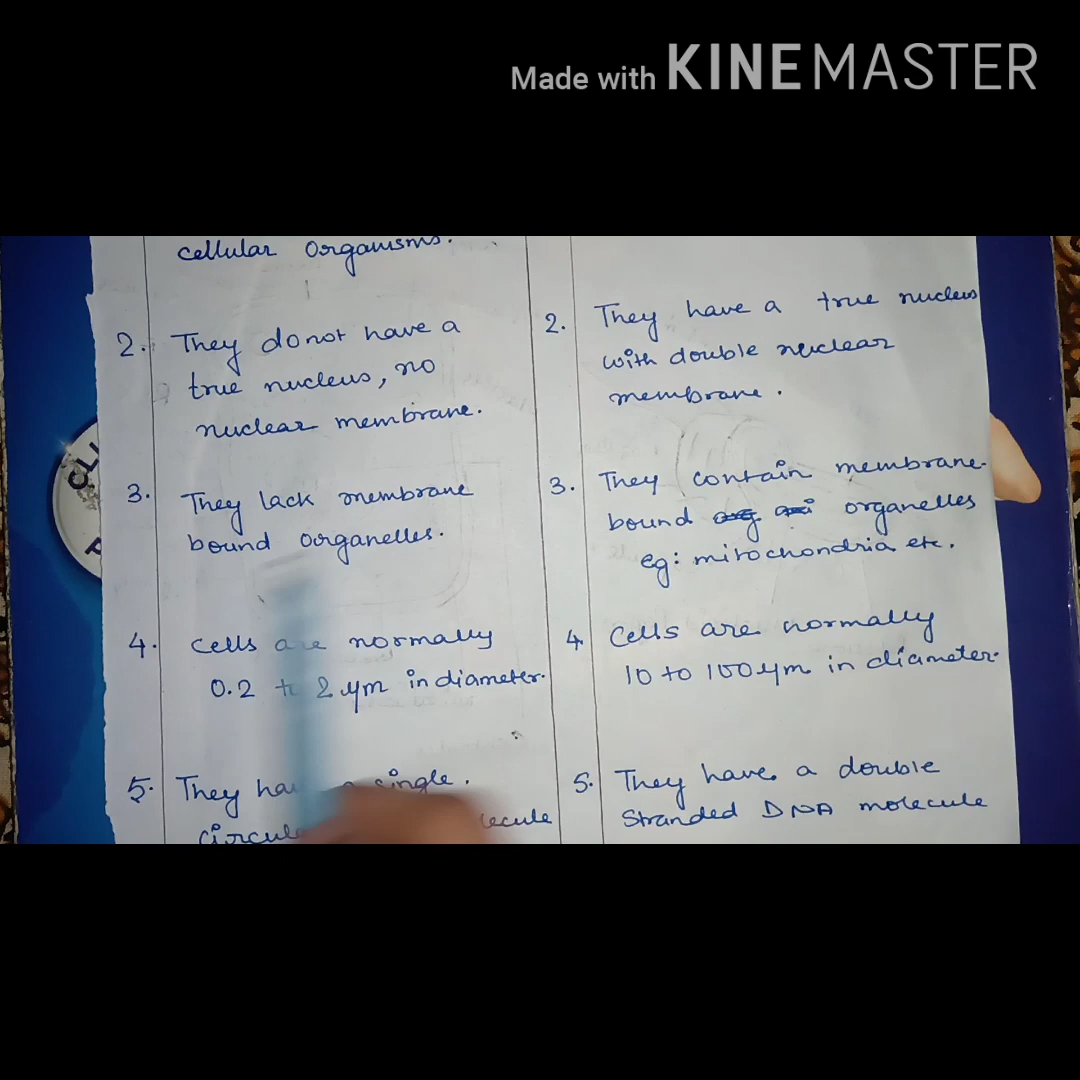 Made with KINEMASTER
cellular organisms.
2. They donot have a
true nucleus, no
nuclear membrane.
3. They lack membrane
bound organelles.
4. cells are normally
0.2 to 2 ym in diameter.
5. They a single.
2. They have a true nucleus
with double nuclear
membrane.
3. They contain membrane-
bound organelles
eg: mitochondria etc.
4. Cells are normally
10 to 100 ym in diameter.
5. They have a double
stranded DNA molecule